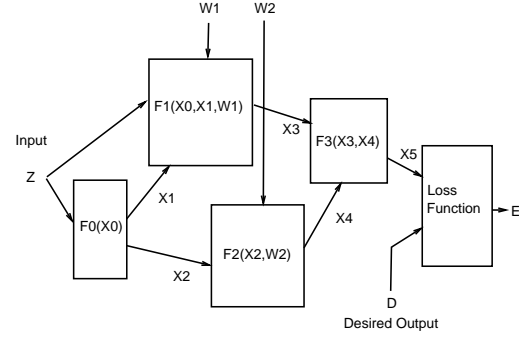 W1
W2
F1(X0,X1,W1)
X3
F3(X3,X4)
Input
X5
Z
Loss
Function
E
X1
F0(X0)
X4
F2(X2,W2)
X2
D
Desired Output